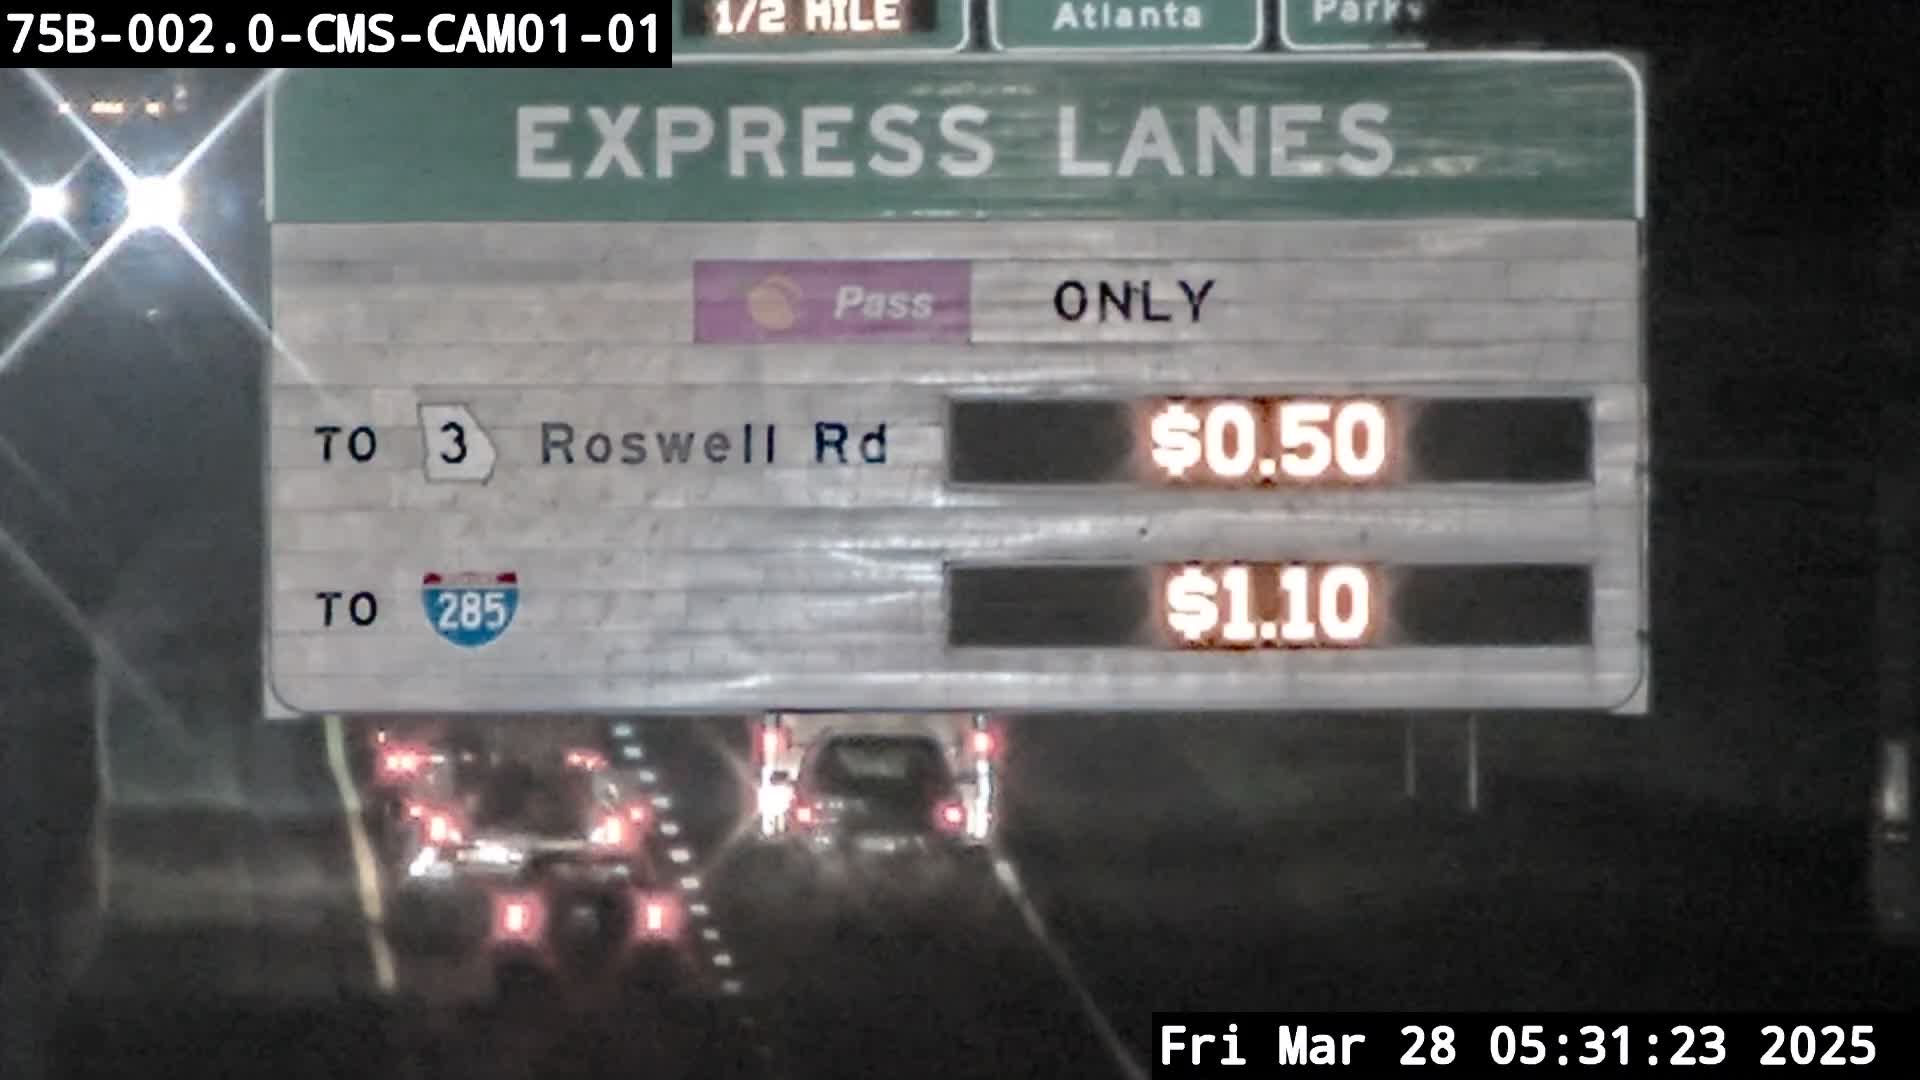 75B-002.0-CMS-CAM01-01
1/2 MILE
Atlanta
EXPRESS LANES
Pass ONLY
TO 3 Roswell Rd $0.50
TO 285 $1.10
Fri Mar 28 05:31:23 2025